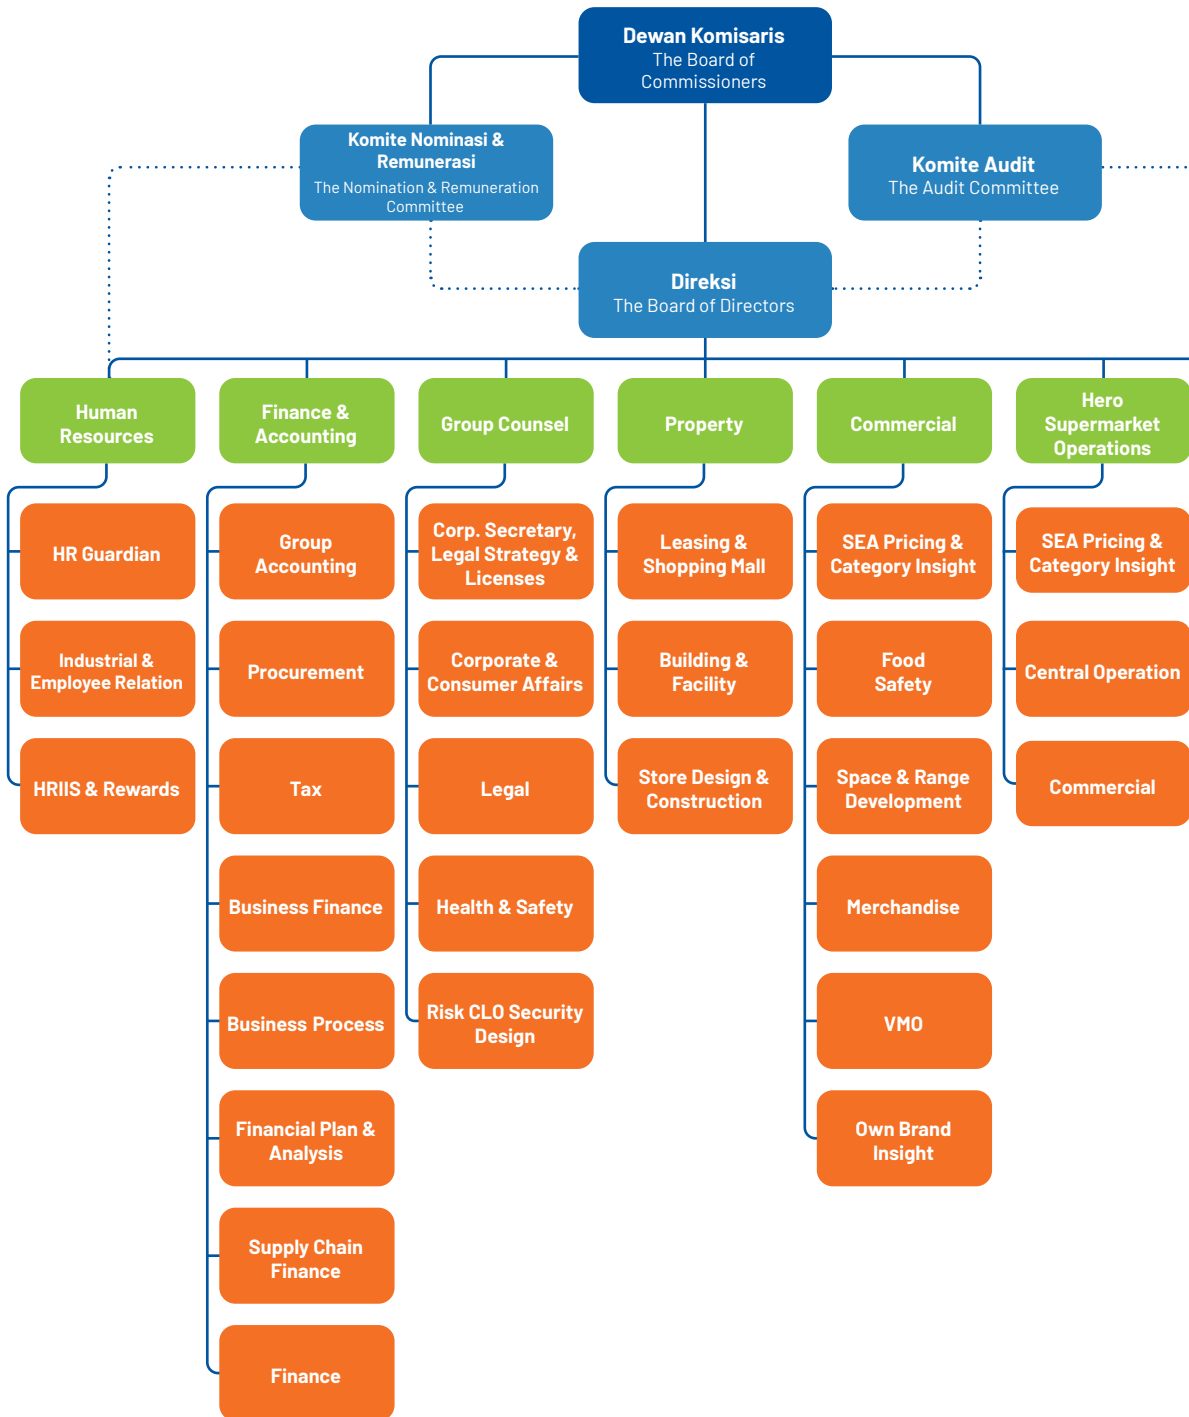 Dewan Komisaris
The Board of
Commissioners
Komite Nominasi &
Remunerasi
The Nomination & Remuneration
Committee
Komite Audit
The Audit Committee
Direksi
The Board of Directors
Human
Resources
Finance &
Accounting
Group Counsel
Property
Commercial
Hero
Supermarket
Operations
HR Guardian
Industrial &
Employee Relation
HRIIS & Rewards
Group
Accounting
Procurement
Tax
Business Finance
Business Process
Financial Plan &
Analysis
Supply Chain
Finance
Finance
Corp. Secretary,
Legal Strategy &
Licenses
Corporate &
Consumer Affairs
Legal
Health & Safety
Risk CLO Security
Design
Leasing &
Shopping Mall
Building &
Facility
Store Design &
Construction
SEA Pricing &
Category Insight
Food
Safety
Space & Range
Development
Merchandise
VMO
Own Brand
Insight
SEA Pricing &
Category Insight
Central Operation
Commercial